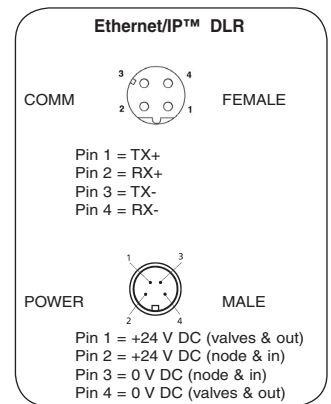 Ethernet/IP™ DLR
3 4
COMM FEMALE
2 1
Pin 1 = TX+
Pin 2 = RX+
Pin 3 = TX-
Pin 4 = RX-
1 3
POWER MALE
2 4
Pin 1 = +24 V DC (valves & out)
Pin 2 = +24 V DC (node & in)
Pin 3 = 0 V DC (node & in)
Pin 4 = 0 V DC (valves & out)